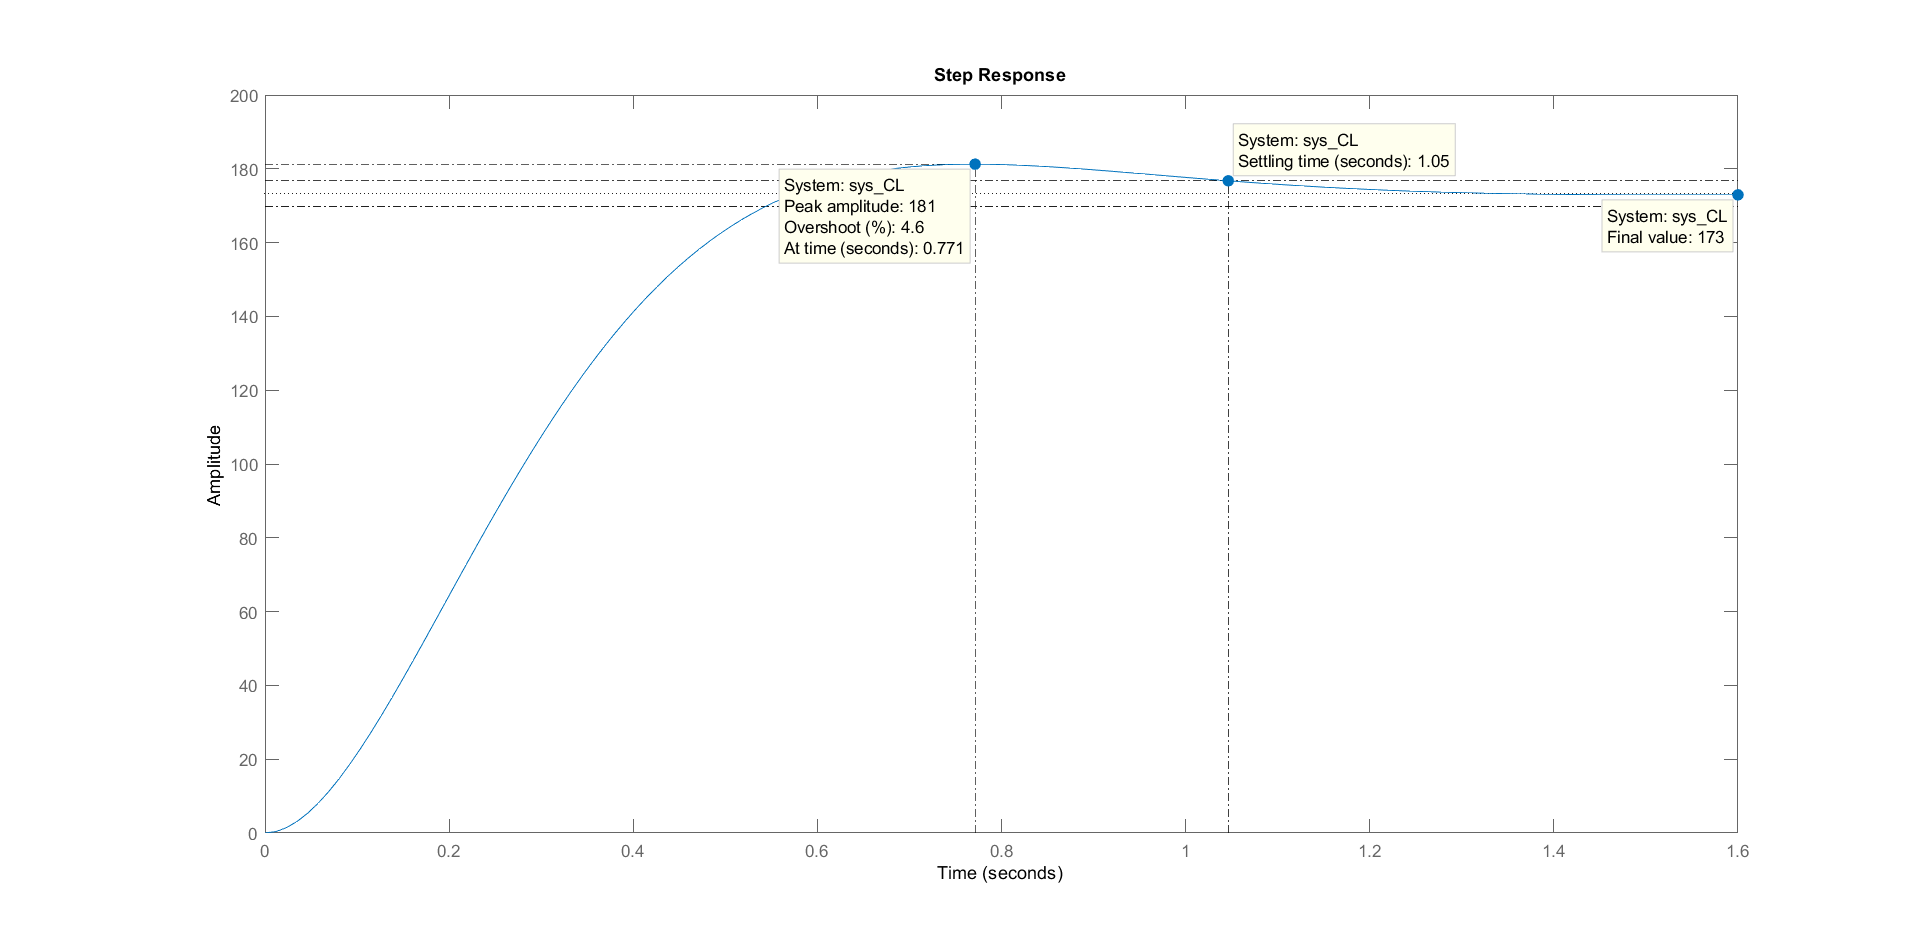 Step Response
200
180
160
140
120
100
80
60
40
20
0
Amplitude
System: sys_CL
Peak amplitude: 181
Overshoot (%): 4.6
At time (seconds): 0.771
System: sys_CL
Settling time (seconds): 1.05
System: sys_CL
Final value: 173
0 0.2 0.4 0.6 0.8 1 1.2 1.4 1.6
Time (seconds)